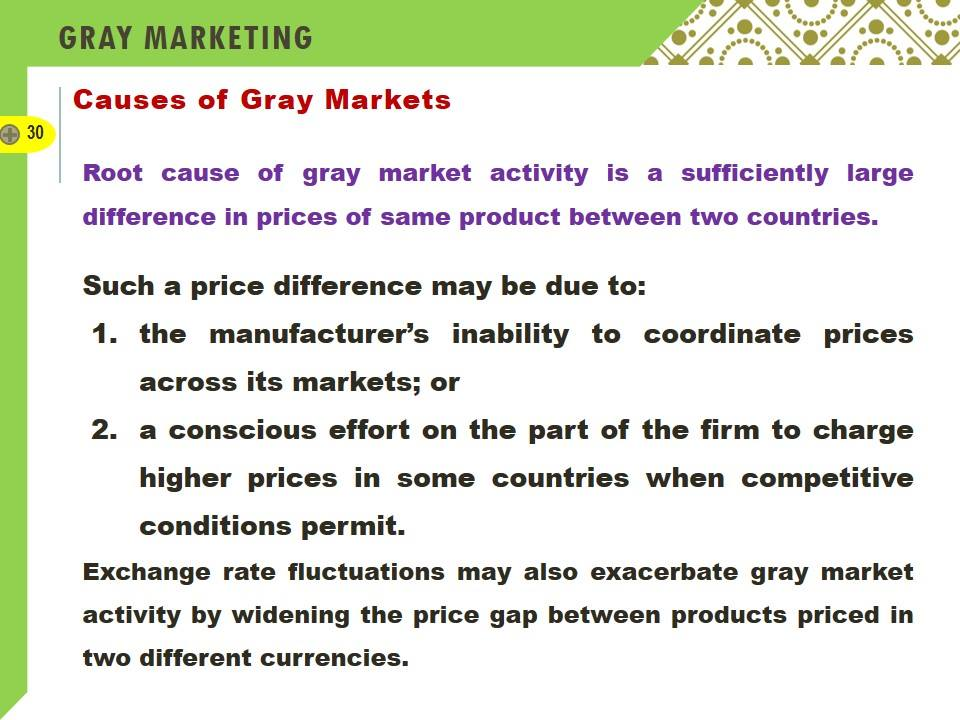 GRAY MARKETING
Causes of Gray Markets
30
Root cause of gray market activity is a sufficiently large
difference in prices of same product between two countries.
Such a price difference may be due to:
1. the manufacturer’s inability to coordinate prices
across its markets; or
2. a conscious effort on the part of the firm to charge
higher prices in some countries when competitive
conditions permit.
Exchange rate fluctuations may also exacerbate gray market
activity by widening the price gap between products priced in
two different currencies.